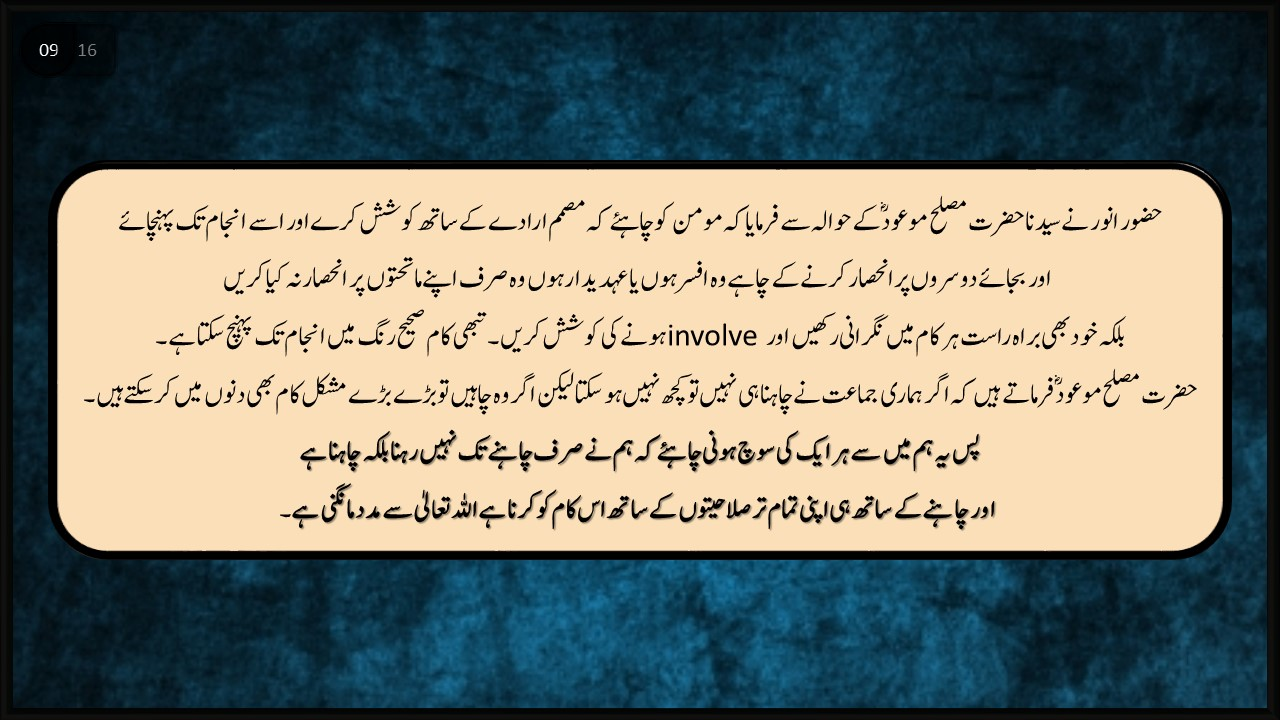 09 16
حضور انور نے سیدنا حضرت مصلح موعودؓ کے حوالہ سے فرمایا کہ مومن کو چاہئے کہ مصمم ارادے کے ساتھ کوشش کرے اور اسے انجام تک پہنچائے
اور بجائے دوسروں پر انحصار کرنے کے چاہے وہ افسر ہوں یا عہدیدار ہوں وہ صرف اپنے ماتحتوں پر انحصار نہ کیا کریں
بلکہ خود بھی براہ راست ہر کام میں نگرانی رکھیں اور involve ہونے کی کوشش کریں۔ تبھی کام صحیح رنگ میں انجام تک پہنچ سکتا ہے۔
حضرت مصلح موعودؓ فرماتے ہیں کہ اگر ہماری جماعت نے چاہنا ہی نہیں تو کچھ نہیں ہو سکتا لیکن اگر وہ چاہیں تو بڑے بڑے مشکل کام بھی دنوں میں کر سکتے ہیں۔
پس یہ ہم میں سے ہر ایک کی سوچ ہونی چاہئے کہ ہم نے صرف چاہنے تک نہیں رہنا بلکہ چاہنا ہے
اور چاہنے کے ساتھ ہی اپنی تمام تر صلاحیتوں کے ساتھ اس کام کو کرنا ہے اللہ تعالیٰ سے مدد مانگنی ہے۔